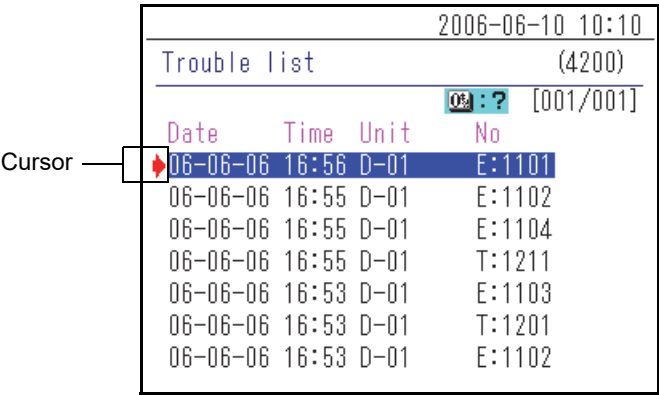 2006-06-10 10:10
Trouble list (4200)
:? [001/001]
Date Time Unit No
Cursor
06-06-06 16:56 D-01 E:1101
06-06-06 16:55 D-01 E:1102
06-06-06 16:55 D-01 E:1104
06-06-06 16:55 D-01 T:1211
06-06-06 16:53 D-01 E:1103
06-06-06 16:53 D-01 T:1201
06-06-06 16:53 D-01 E:1102